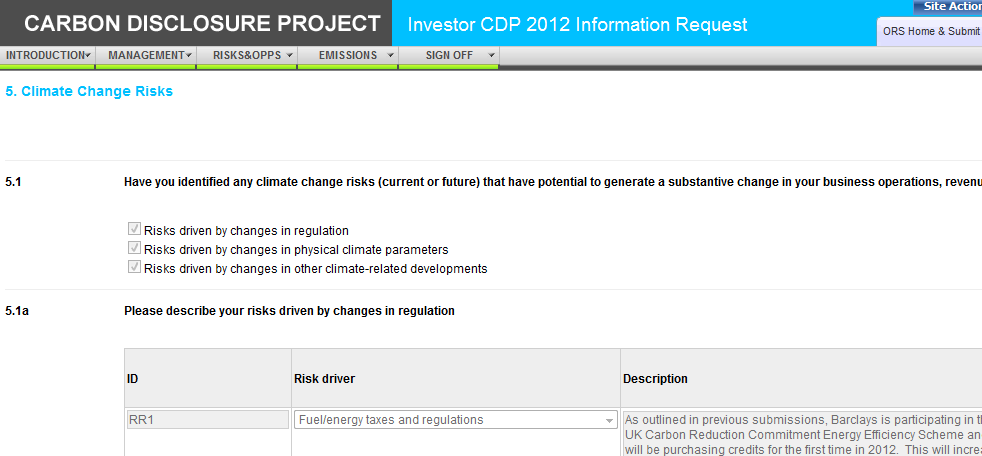 CARBON DISCLOSURE PROJECT
Investor CDP 2012 Information Request
Site Action
ORS Home & Submit
INTRODUCTION
MANAGEMENT
RISKS&OPPS
EMISSIONS
SIGN OFF
5. Climate Change Risks
5.1
Have you identified any climate change risks (current or future) that have potential to generate a substantive change in your business operations, revenu
Risks driven by changes in regulation
Risks driven by changes in physical climate parameters
Risks driven by changes in other climate-related developments
5.1a
Please describe your risks driven by changes in regulation
ID
Risk driver
Description
RR1
Fuel/energy taxes and regulations
As outlined in previous submissions, Barclays is participating in th
UK Carbon Reduction Commitment Energy Efficiency Scheme an
will be purchasing credits for the first time in 2012. This will increa